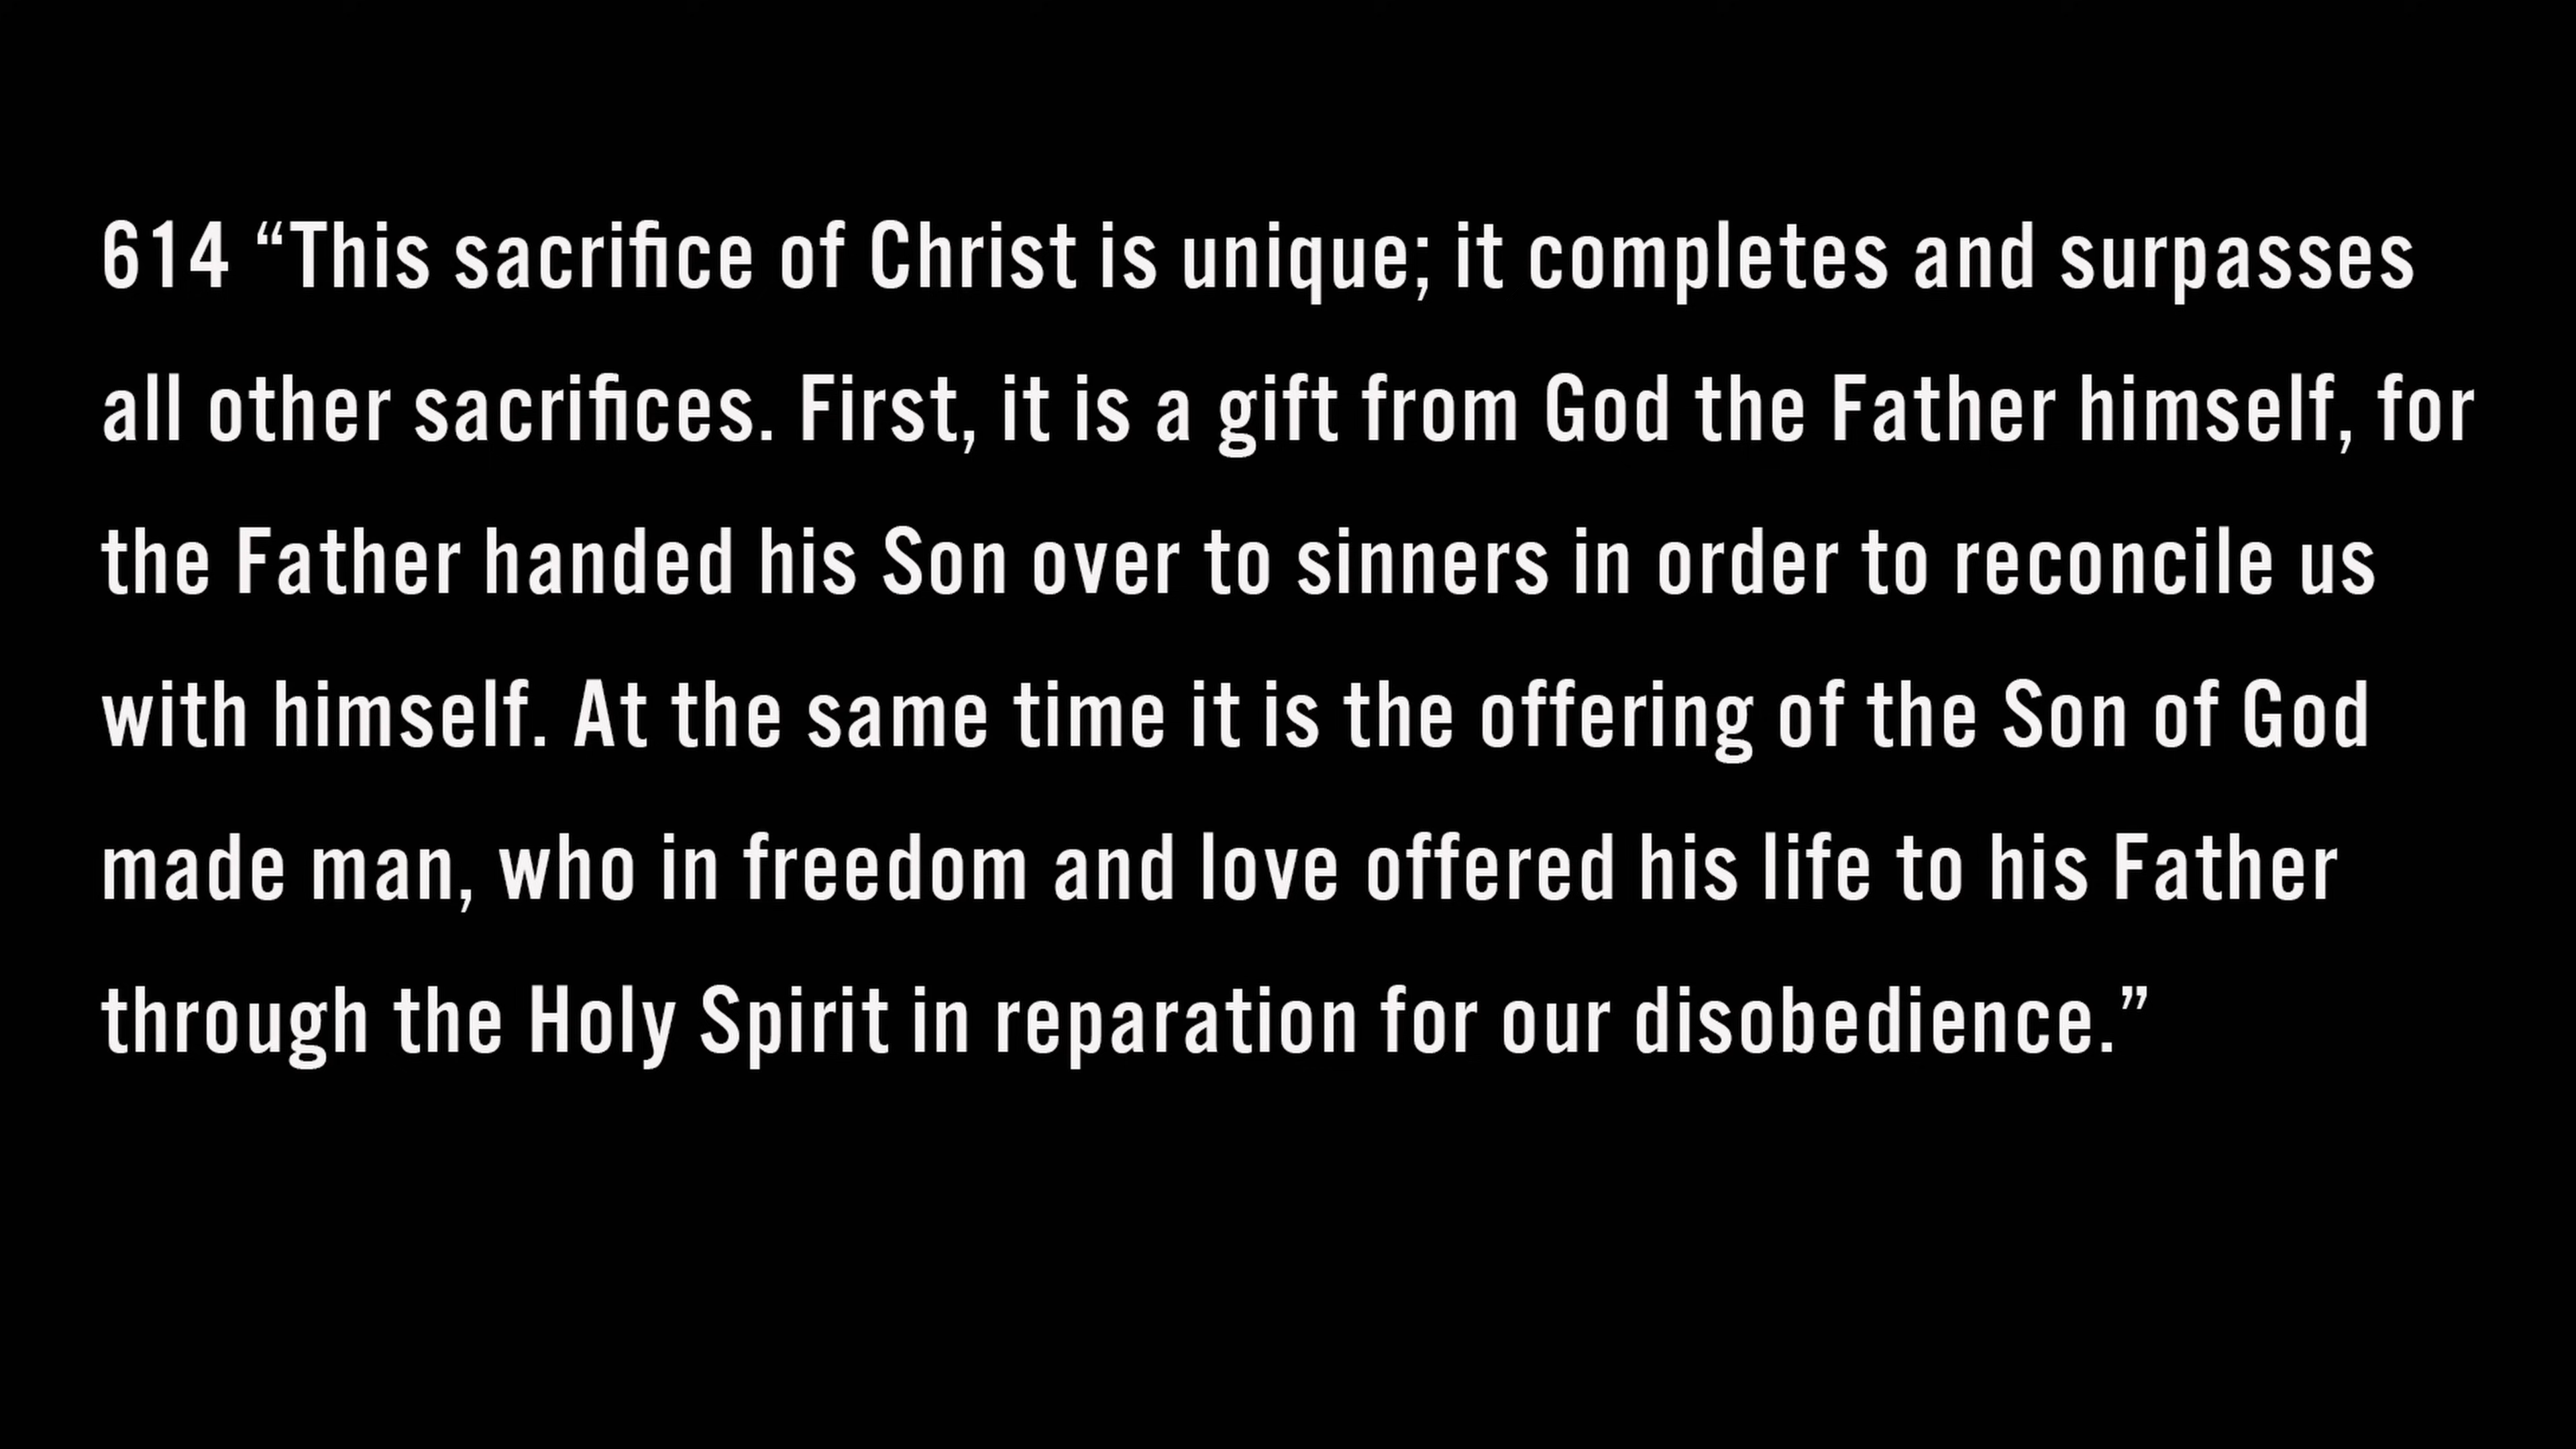 614 “This sacrifice of Christ is unique; it completes and surpasses
all other sacrifices. First, it is a gift from God the Father himself, for
the Father handed his Son over to sinners in order to reconcile us
with himself. At the same time it is the offering of the Son of God
made man, who in freedom and love offered his life to his Father
through the Holy Spirit in reparation for our disobedience.”